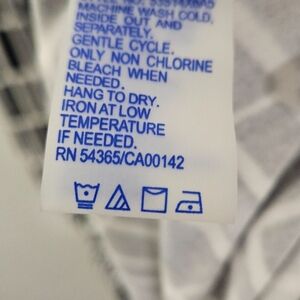 MACHINE WASH COLD,
INSIDE OUT AND
SEPARATELY.
GENTLE CYCLE.
ONLY NON CHLORINE
BLEACH WHEN
NEEDED.
HANG TO DRY.
IRON AT LOW
TEMPERATURE
IF NEEDED.
RN 54365/CA00142